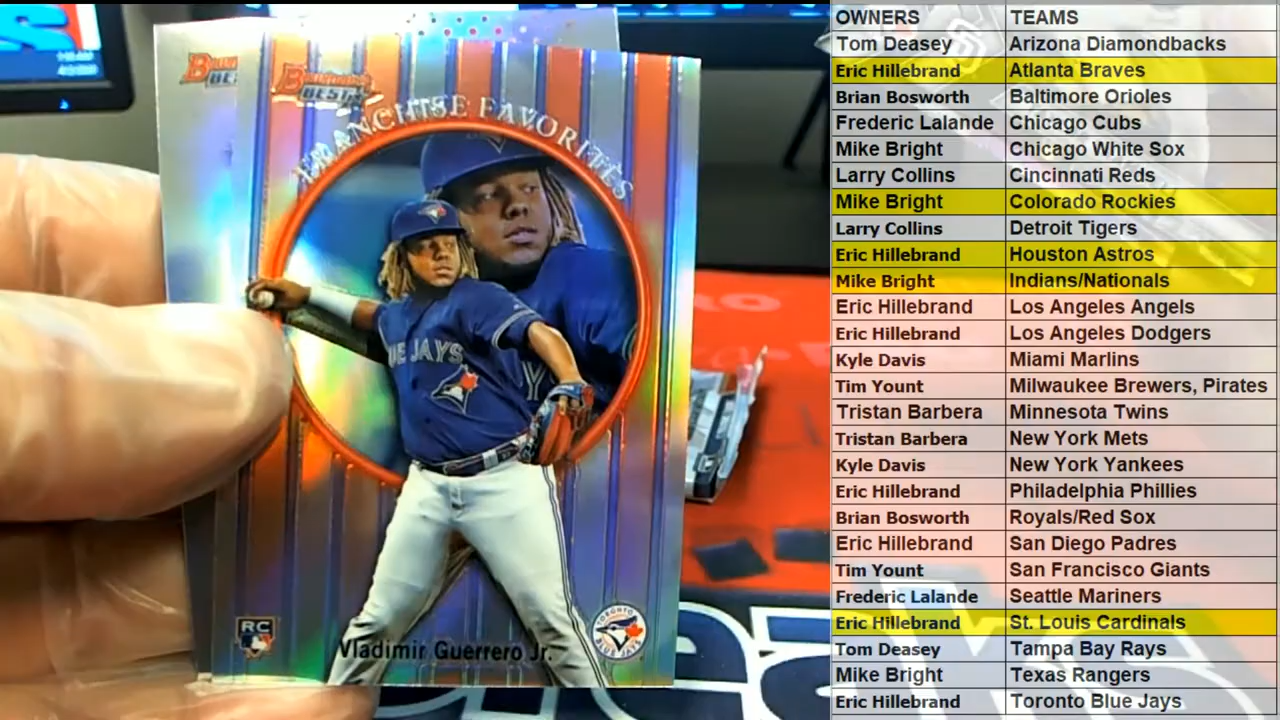 Bowman's
BEST
FRANCHISE FAVORITES
BLUE JAYS
RC
TORONTO
BLUE JAYS
Vladimir Guerrero Jr.
OWNERS TEAMS
Tom Deasey Arizona Diamondbacks
Eric Hillebrand Atlanta Braves
Brian Bosworth Baltimore Orioles
Frederic Lalande Chicago Cubs
Mike Bright Chicago White Sox
Larry Collins Cincinnati Reds
Mike Bright Colorado Rockies
Larry Collins Detroit Tigers
Eric Hillebrand Houston Astros
Mike Bright Indians/Nationals
Eric Hillebrand Los Angeles Angels
Eric Hillebrand Los Angeles Dodgers
Kyle Davis Miami Marlins
Tim Yount Milwaukee Brewers, Pirates
Tristan Barbera Minnesota Twins
Tristan Barbera New York Mets
Kyle Davis New York Yankees
Eric Hillebrand Philadelphia Phillies
Brian Bosworth Royals/Red Sox
Eric Hillebrand San Diego Padres
Tim Yount San Francisco Giants
Frederic Lalande Seattle Mariners
Eric Hillebrand St. Louis Cardinals
Tom Deasey Tampa Bay Rays
Mike Bright Texas Rangers
Eric Hillebrand Toronto Blue Jays